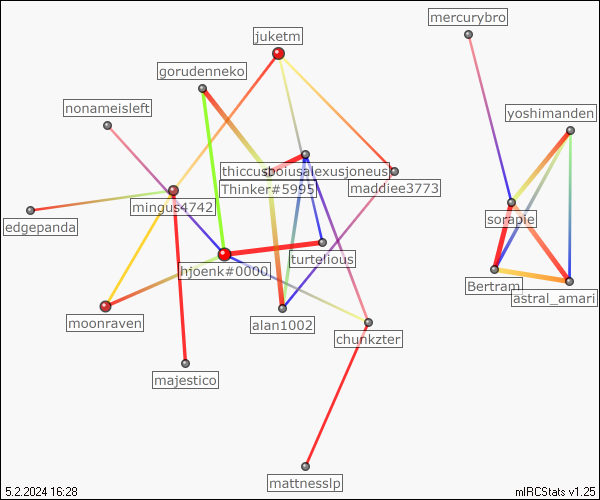 mercurybro
juketm
gorudenneko
nonameisleft
yoshimanden
thiccusboiusalexusjoneus
Thinker#5995
maddiee3773
mingus4742
edgepanda
sorapie
turtelious
hjoenk#0000
Bertram
astral_amari
moonraven
alan1002
chunkzter
majestico
mattnesslp
5.2.2024 16:28
mIRCStats v1.25